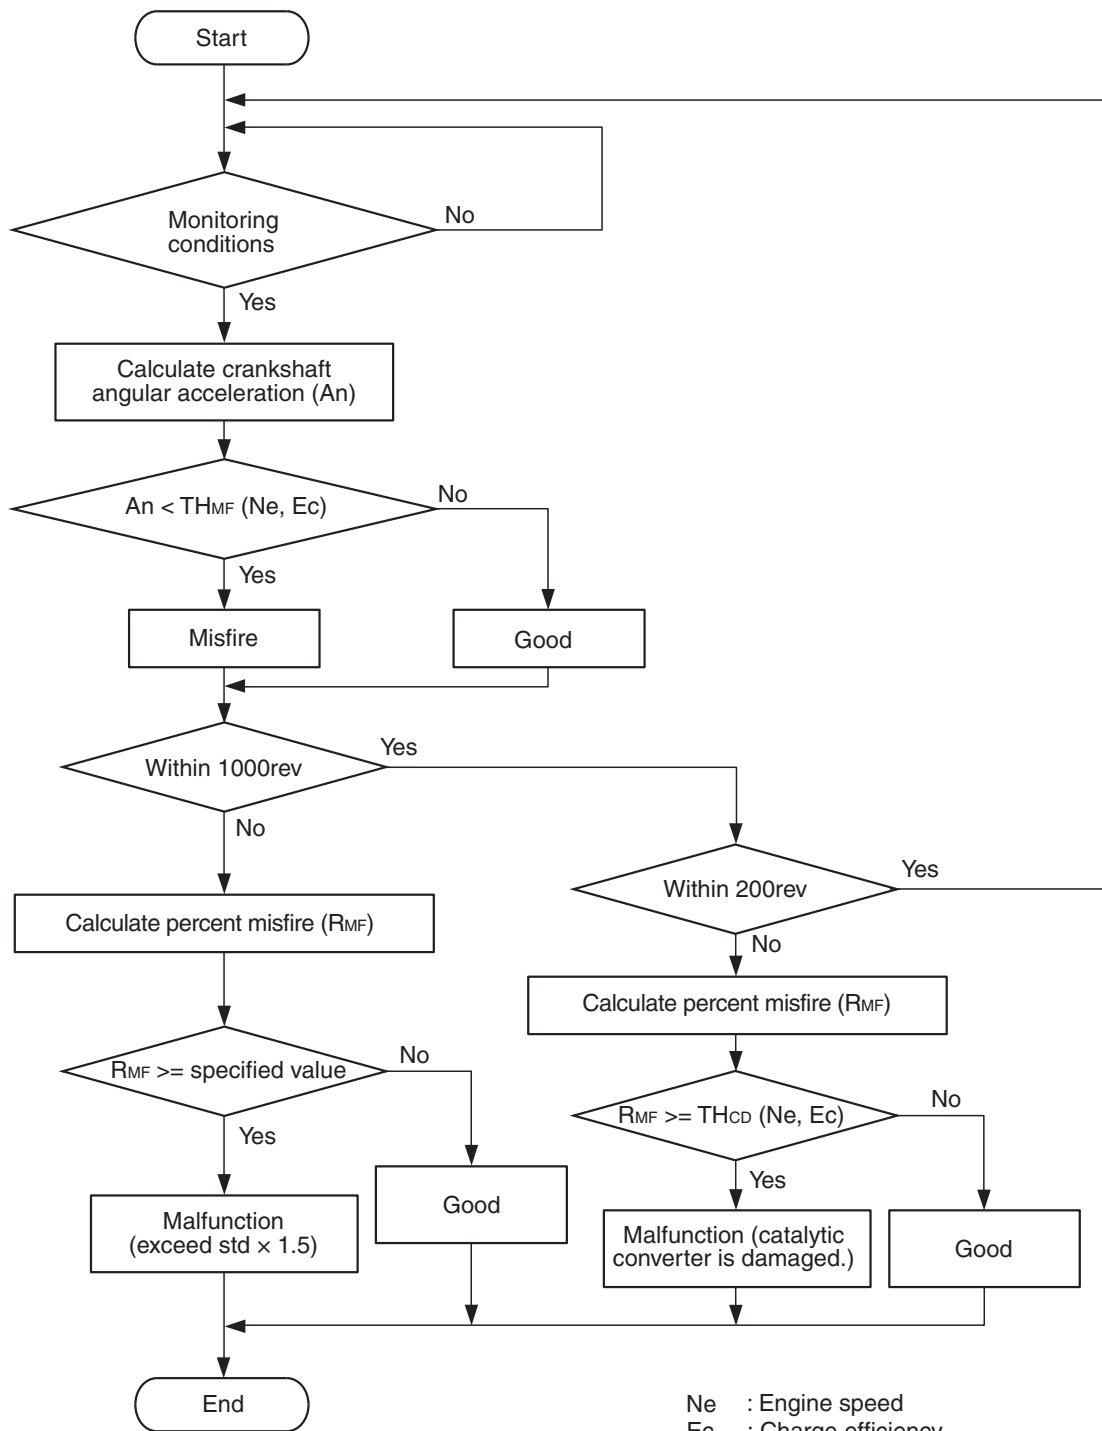 Start
Monitoring
conditions
No
Yes
Calculate crankshaft
angular acceleration (An)
An < THMF (Ne, Ec)
No
Yes
Misfire
Good
Within 1000rev
Yes
No
Within 200rev
Yes
No
Calculate percent misfire (RMF)
Calculate percent misfire (RMF)
RMF >= specified value
No
Yes
RMF >= THCD (Ne, Ec)
No
Yes
Malfunction
(exceed std × 1.5)
Good
Malfunction (catalytic
converter is damaged.)
Good
End
Ne : Engine speed
Ec : Charge efficiency